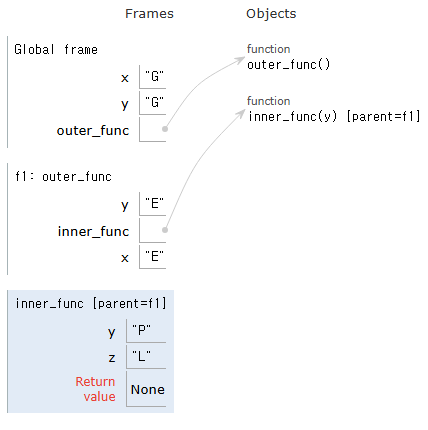 Frames Objects
Global frame
x "G"
y "G"
outer_func
function
outer_func()
function
inner_func(y) [parent=f1]
f1: outer_func
y "E"
inner_func
x "E"
inner_func [parent=f1]
y "P"
z "L"
Return
value None